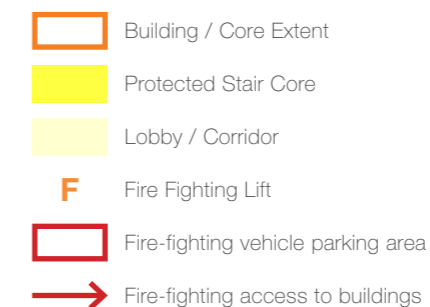 Building / Core Extent
Protected Stair Core
Lobby / Corridor
F Fire Fighting Lift
Fire-fighting vehicle parking area
Fire-fighting access to buildings